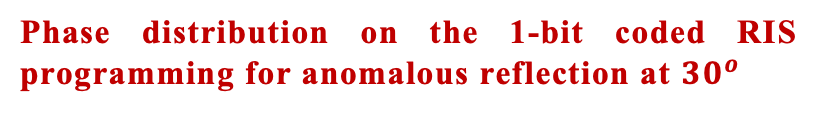 Phase distribution on the 1-bit coded RIS
programming for anomalous reflection at 30°